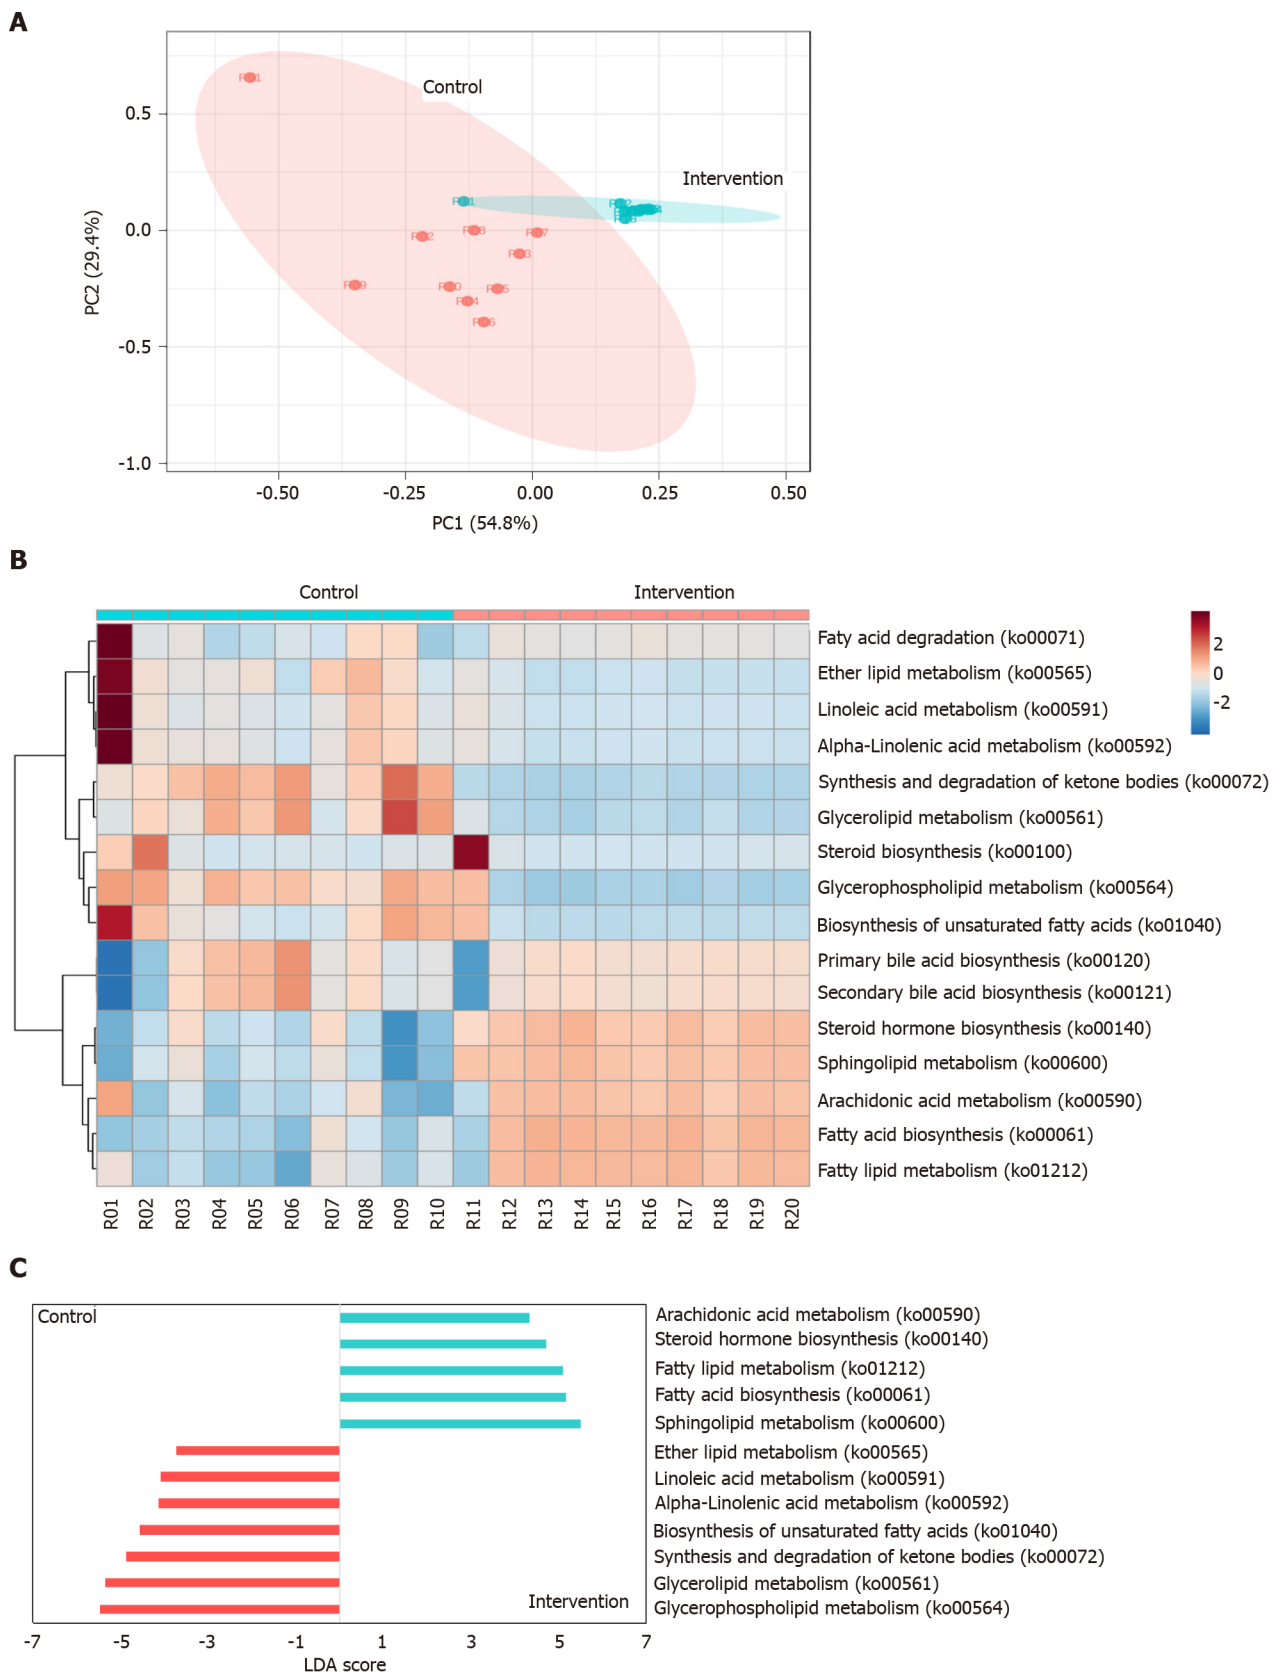 A
Control
Intervention
0.5
0.0
-0.5
-1.0
PC2 (29.4%)
-0.50
-0.25
0.00
0.25
0.50
PC1 (54.8%)
B
Control
Intervention
Faty acid degradation (ko00071)
Ether lipid metabolism (ko00565)
Linoleic acid metabolism (ko00591)
Alpha-Linolenic acid metabolism (ko00592)
Synthesis and degradation of ketone bodies (ko00072)
Glycerolipid metabolism (ko00561)
Steroid biosynthesis (ko00100)
Glycerophospholipid metabolism (ko00564)
Biosynthesis of unsaturated fatty acids (ko01040)
Primary bile acid biosynthesis (ko00120)
Secondary bile acid biosynthesis (ko00121)
Steroid hormone biosynthesis (ko00140)
Sphingolipid metabolism (ko00600)
Arachidonic acid metabolism (ko00590)
Fatty acid biosynthesis (ko00061)
Fatty lipid metabolism (ko01212)
2
0
-2
R01
R02
R03
R04
R05
R06
R07
R08
R09
R10
R11
R12
R13
R14
R15
R16
R17
R18
R19
R20
C
Control
Arachidonic acid metabolism (ko00590)
Steroid hormone biosynthesis (ko00140)
Fatty lipid metabolism (ko01212)
Fatty acid biosynthesis (ko00061)
Sphingolipid metabolism (ko00600)
Ether lipid metabolism (ko00565)
Linoleic acid metabolism (ko00591)
Alpha-Linolenic acid metabolism (ko00592)
Biosynthesis of unsaturated fatty acids (ko01040)
Synthesis and degradation of ketone bodies (ko00072)
Glycerolipid metabolism (ko00561)
Glycerophospholipid metabolism (ko00564)
Intervention
-7
-5
-3
-1
1
3
5
7
LDA score